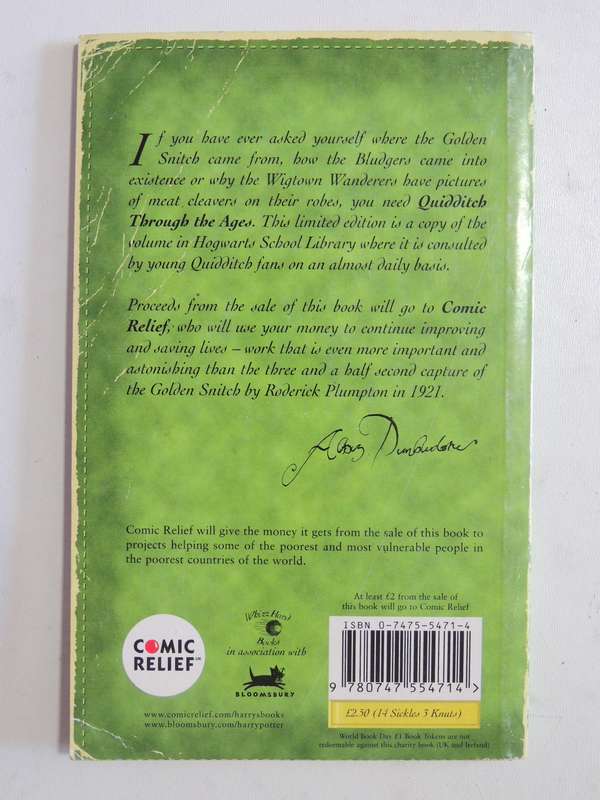 If you have ever asked yourself where the Golden
Snitch came from, how the Bludgers came into
existence or why the Wigtown Wanderers have pictures
of meat cleavers on their robes, you need Quidditch
Through the Ages. This limited edition is a copy of the
volume in Hogwarts School Library where it is consulted
by young Quidditch fans on an almost daily basis.
Proceeds from the sale of this book will go to Comic
Relief, who will use your money to continue improving
and saving lives – work that is even more important and
astonishing than the three and a half second capture of
the Golden Snitch by Roderick Plumpton in 1921.
Albus Dumbledore
Comic Relief will give the money it gets from the sale of this book to
projects helping some of the poorest and most vulnerable people in
the poorest countries of the world.
At least £2 from the sale of
this book will go to Comic Relief
ISBN 0-7475-5471-4
9 780747 554714 >
£2.50 (14 Sickles 3 Knuts)
World Book Day £1 Book Tokens are not
redeemable against this charity book (UK and Ireland)
COMIC
RELIEF
Whizz Hard
Books
in association with
BLOOMSBURY
www.comicrelief.com/harrysbooks
www.bloomsbury.com/harrypotter